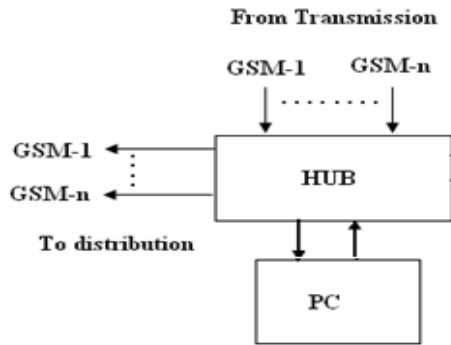 From Transmission
GSM-1 GSM-n
GSM-1
HUB
GSM-n
To distribution
PC